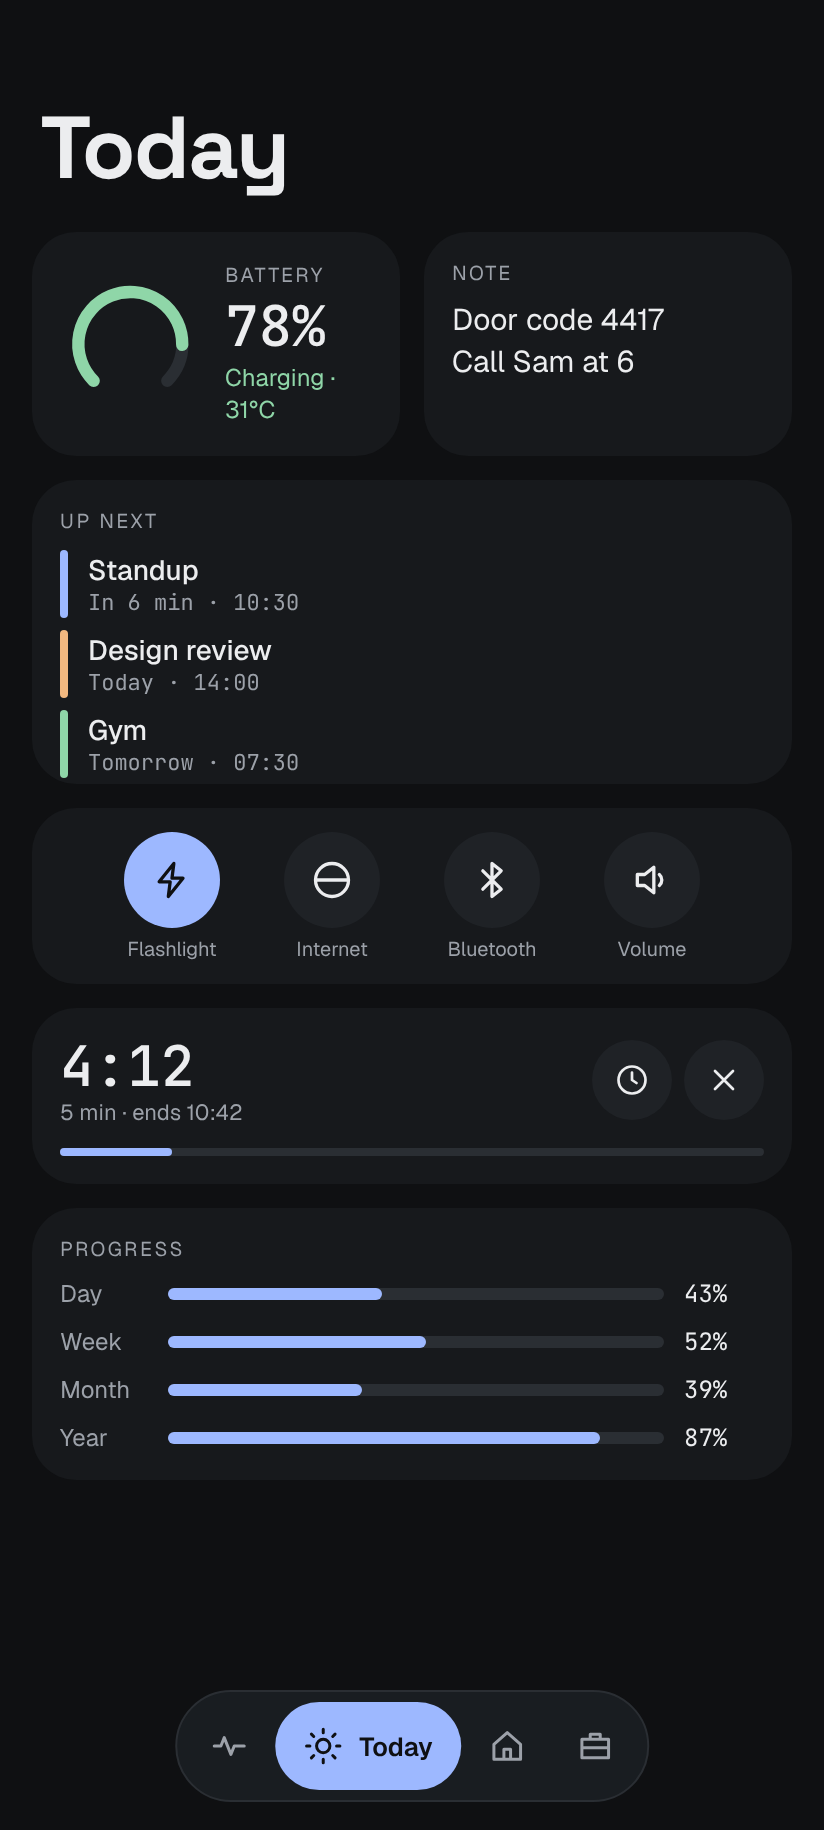 Today
BATTERY
78%
Charging ·
31°C
NOTE
Door code 4417
Call Sam at 6
UP NEXT
Standup
In 6 min · 10:30
Design review
Today · 14:00
Gym
Tomorrow · 07:30
Flashlight
Internet
Bluetooth
Volume
4:12
5 min · ends 10:42
PROGRESS
Day 43%
Week 52%
Month 39%
Year 87%
Today